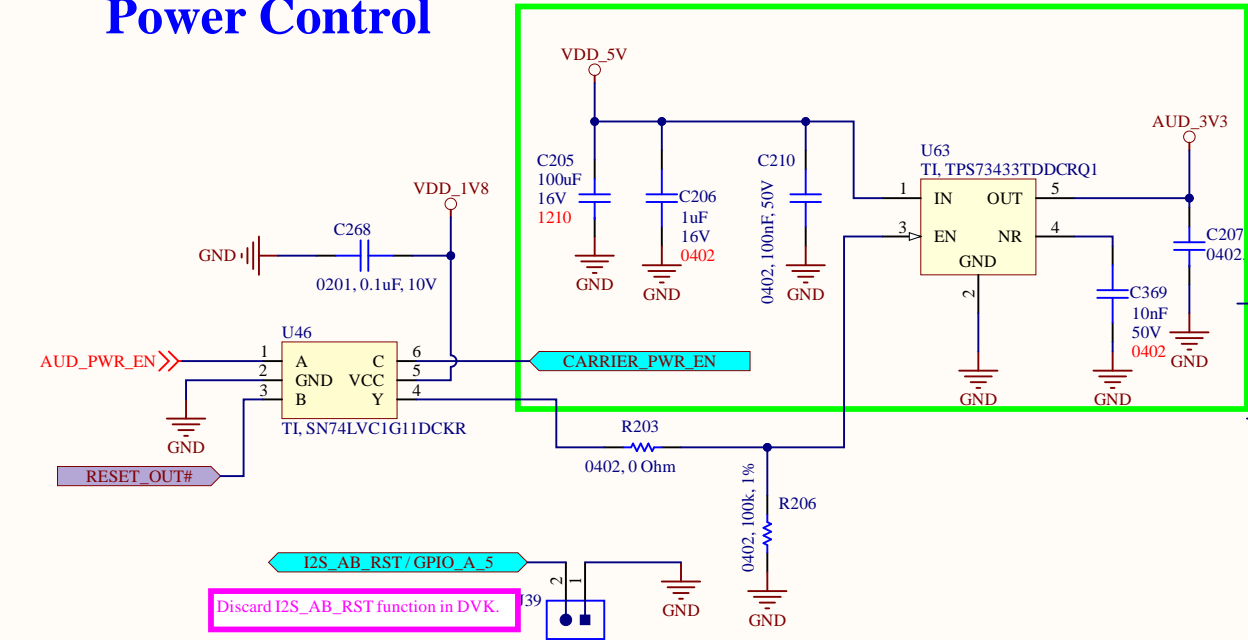 Power Control
VDD_5V
AUD_3V3
C205
100uF
16V
1210
C206
1uF
16V
0402
C210
0402, 100nF, 50V
U63
TI, TPS73433TDDCRQ1
1
IN
OUT
5
3
EN
NR
4
GND
2
C207
0402,
C369
10nF
50V
0402
GND
GND
GND
GND
GND
GND
VDD_1V8
C268
GND
0201, 0.1uF, 10V
U46
AUD_PWR_EN
1
A
C
6
CARRIER_PWR_EN
2
GND
VCC
5
3
B
Y
4
TI, SN74LVC1G11DCKR
GND
RESET_OUT#
R203
0402, 0 Ohm
0402, 100k, 1%
R206
GND
I2S_AB_RST / GPIO_A_5
2
1
GND
Discard I2S_AB_RST function in DVK.
J39